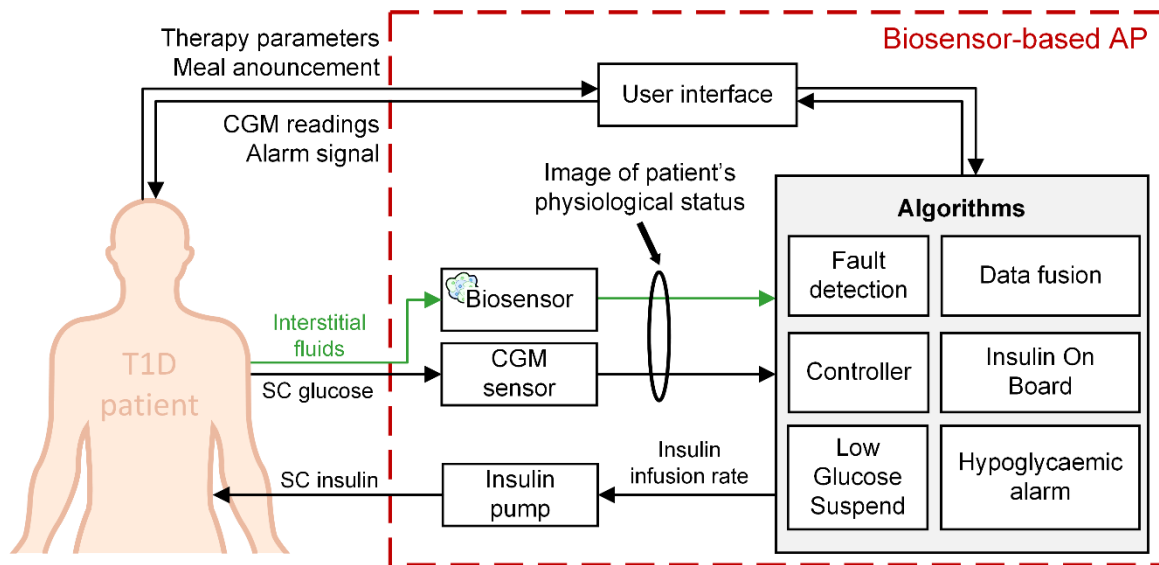 Biosensor-based AP
Therapy parameters
Meal anouncement
User interface
CGM readings
Alarm signal
Image of patient's
physiological status
Algorithms
Fault
detection
Data fusion
Biosensor
Interstitial
fluids
CGM
sensor
SC glucose
T1D
patient
Controller
Insulin On
Board
Low
Glucose
Suspend
Hypoglycaemic
alarm
Insulin
infusion rate
SC insulin
Insulin
pump